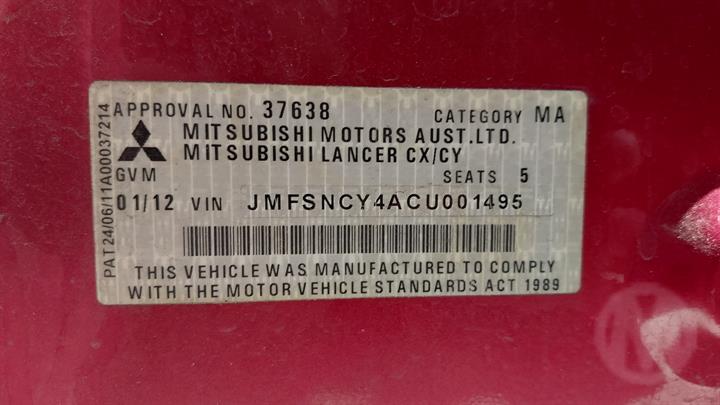 APPROVAL NO. 37638 CATEGORY MA
MITSUBISHI MOTORS AUST.LTD.
MITSUBISHI LANCER CX/CY
GVM SEATS 5
01/12 VIN JMFSNCY4ACU001495
THIS VEHICLE WAS MANUFACTURED TO COMPLY
WITH THE MOTOR VEHICLE STANDARDS ACT 1989
PAT 24/06/11A00037214